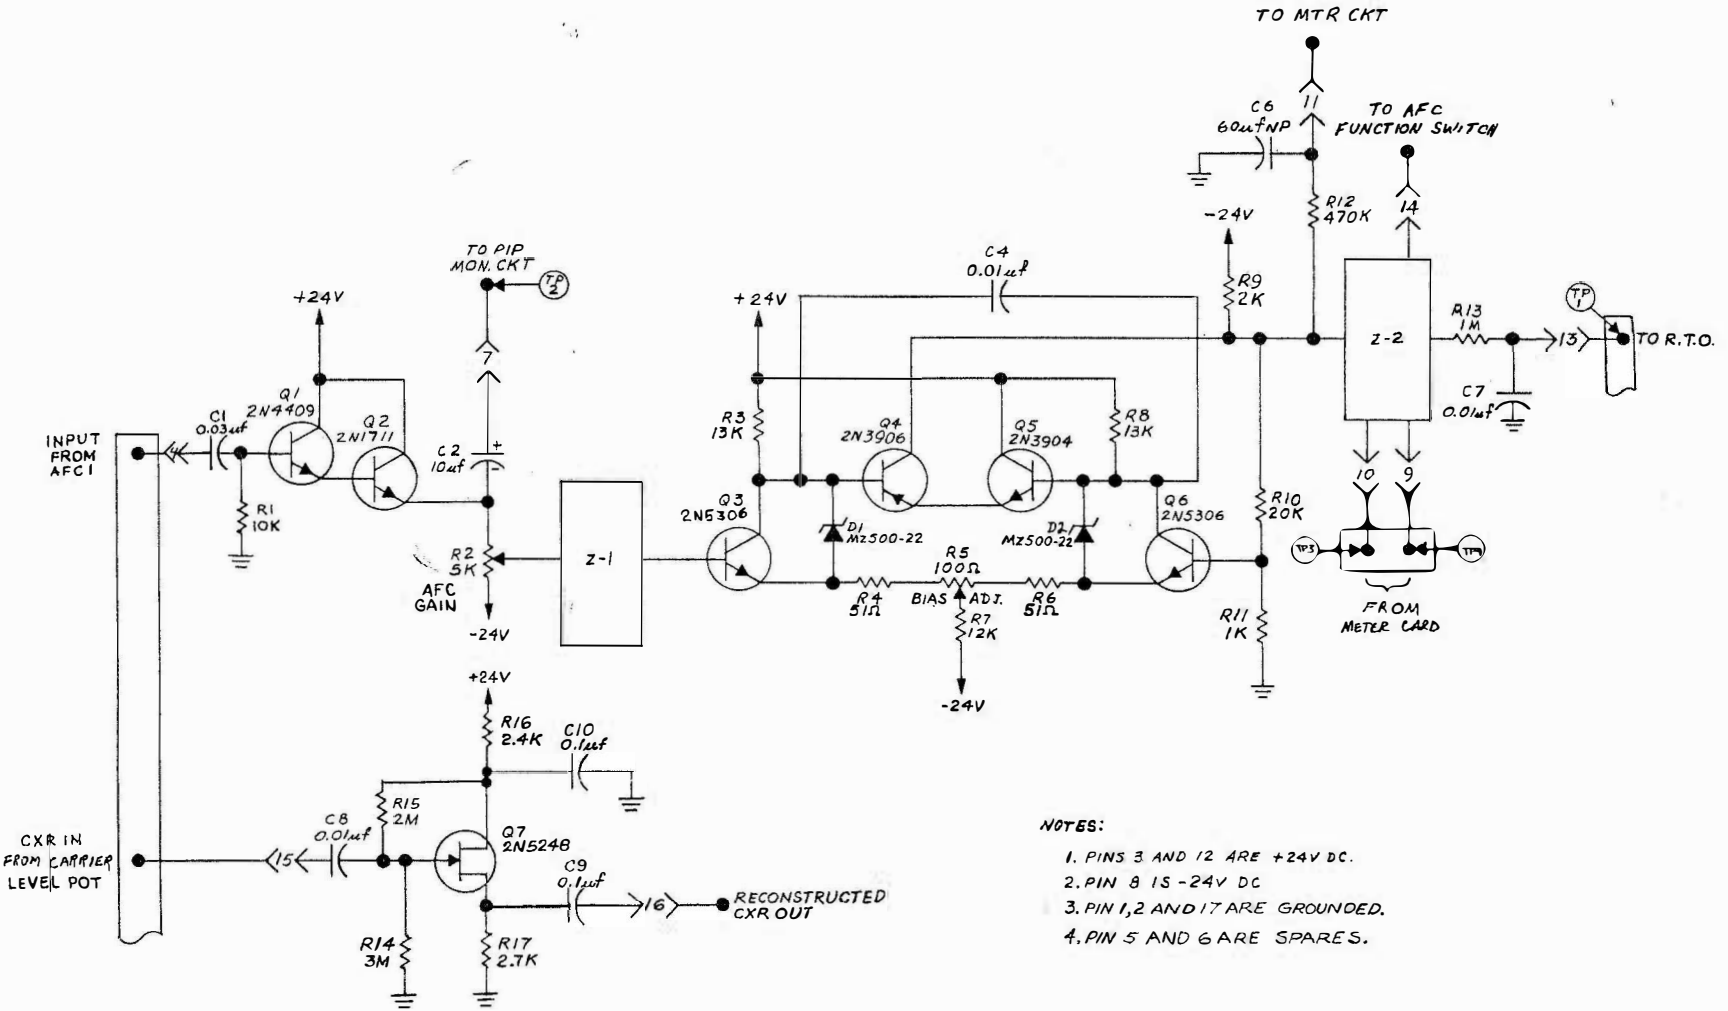 TO MTR CKT
11
C6
60ufNP
TO AFC
FUNCTION SWITCH
14
R12
470K
-24V
R9
2K
C4
0.01uf
TO PIP
MON. CKT
TP
2
+24V
7
+24V
R13
1M
TP
1
Z-2
13
TO R.T.O.
Q1
2N4409
C1
0.03uf
Q2
2N1711
C2
10uf
+
-
R3
13K
Q4
2N3906
Q5
2N3904
R8
13K
C7
0.01uf
INPUT
FROM
AFC1
4
10
9
R1
10K
Q3
2N5306
D1
MZ500-22
D2
MZ500-22
Q6
2N5306
R10
20K
R2
5K
AFC
GAIN
Z-1
R4
51Ω
R5
100Ω
BIAS ADJ.
R6
51Ω
TP3
TP4
FROM
METER CARD
R7
12K
R11
1K
-24V
-24V
+24V
R16
2.4K
C10
0.1uf
R15
2M
C8
0.01uf
Q7
2N5248
C9
0.1uf
CXR IN
FROM CARRIER
LEVEL POT
15
16
RECONSTRUCTED
CXR OUT
R14
3M
R17
2.7K
NOTES:
1. PINS 3 AND 12 ARE +24V DC.
2. PIN 8 IS -24V DC
3. PIN 1,2 AND 17 ARE GROUNDED.
4. PIN 5 AND 6 ARE SPARES.